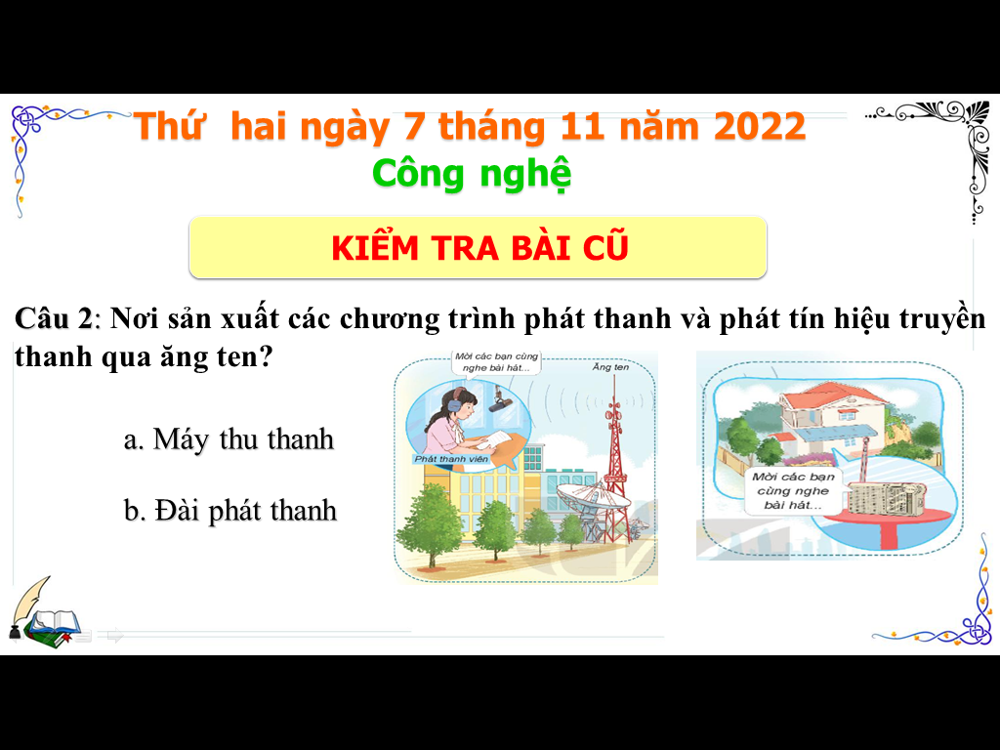 Thứ hai ngày 7 tháng 11 năm 2022
Công nghệ
KIỂM TRA BÀI CŨ
Câu 2: Nơi sản xuất các chương trình phát thanh và phát tín hiệu truyền
thanh qua ăng ten?
Mời các bạn cùng
nghe bài hát...
Ăng ten
Phát thanh viên
a. Máy thu thanh
b. Đài phát thanh
Mời các bạn
cùng nghe
bài hát...